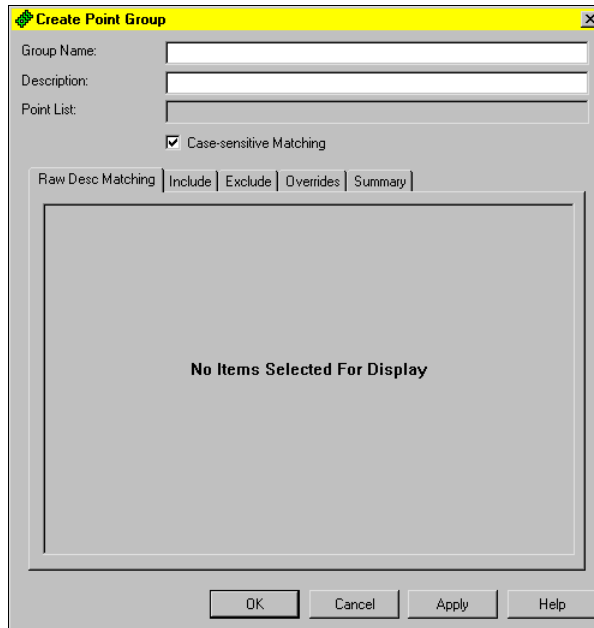 Create Point Group
Group Name:
Description:
Point List:
Case-sensitive Matching
Raw Desc Matching Include Exclude Overrides Summary
No Items Selected For Display
OK Cancel Apply Help